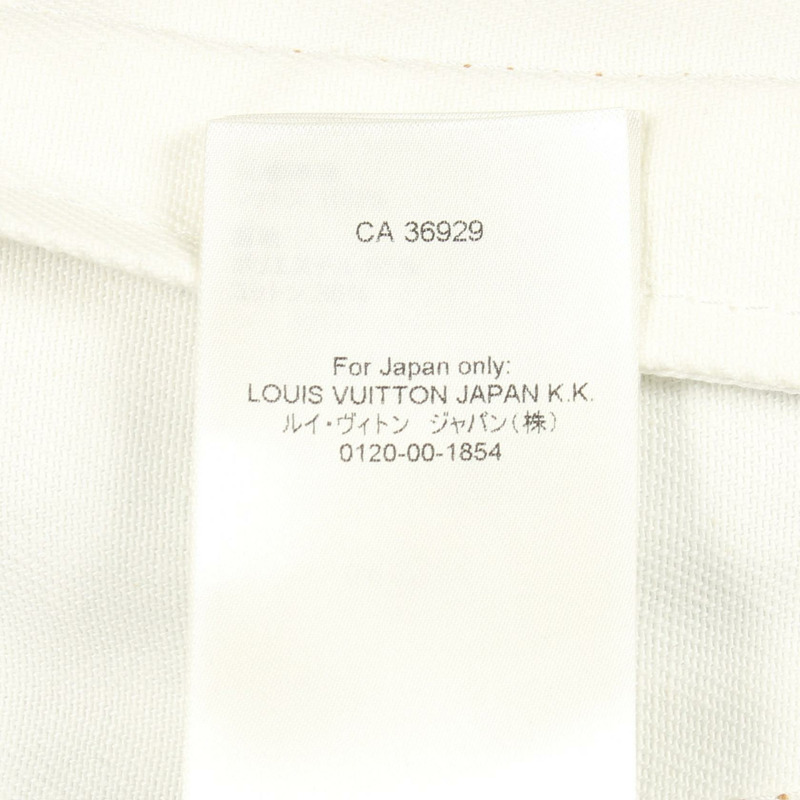 CA 36929
For Japan only:
LOUIS VUITTON JAPAN K.K.
ルイ・ヴィトン ジャパン(株)
0120-00-1854